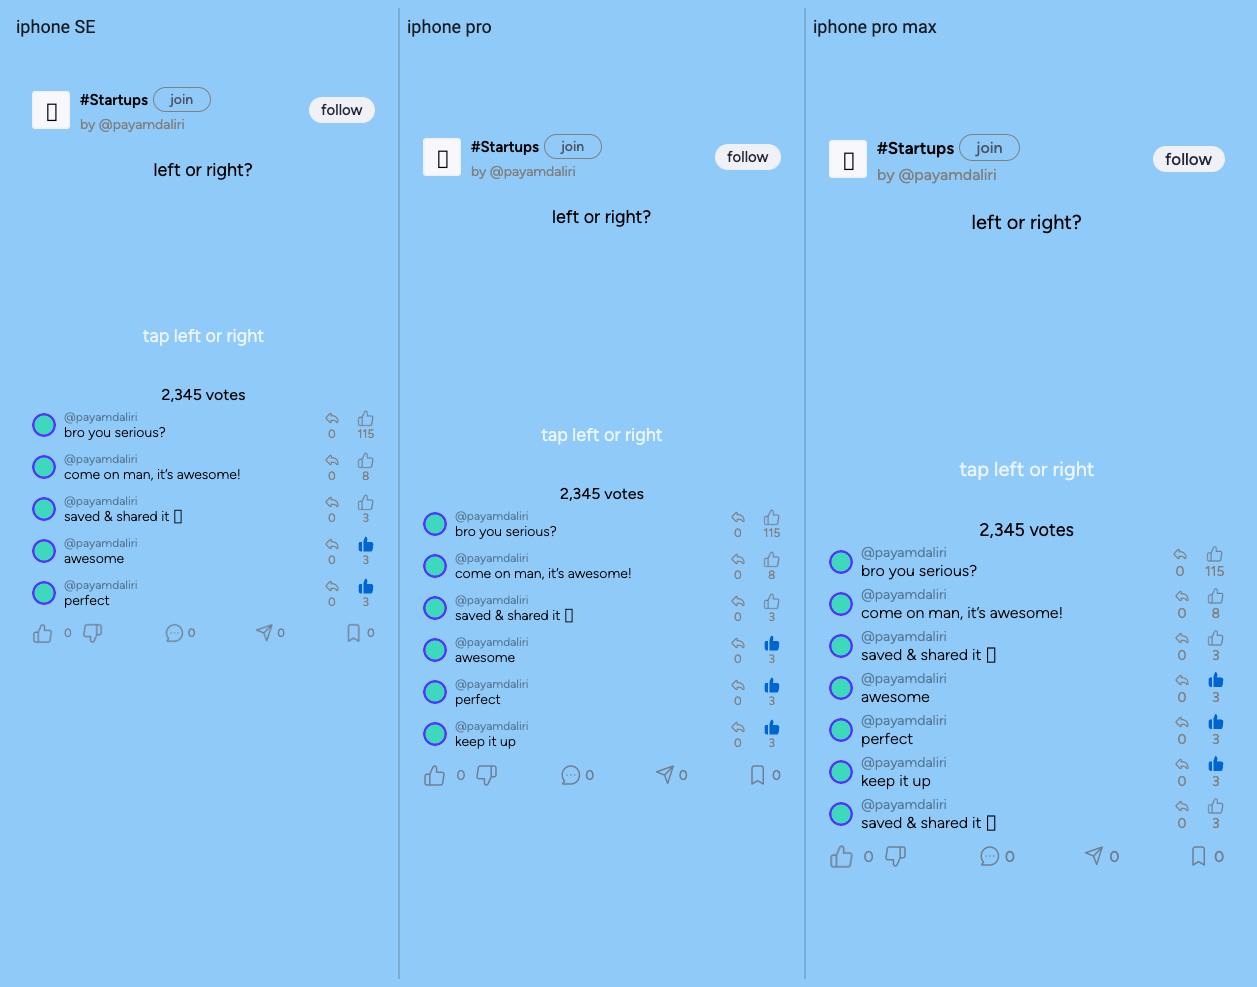 iphone SE
#Startups join
follow
by @payamdaliri
left or right?
tap left or right
2,345 votes
@payamdaliri
bro you serious?
0 115
@payamdaliri
come on man, it's awesome!
0 8
@payamdaliri
saved & shared it
0 3
@payamdaliri
awesome
0 3
@payamdaliri
perfect
0 3
0 0 0 0
iphone pro
#Startups join
follow
by @payamdaliri
left or right?
tap left or right
2,345 votes
@payamdaliri
bro you serious?
0 115
@payamdaliri
come on man, it's awesome!
0 8
@payamdaliri
saved & shared it
0 3
@payamdaliri
awesome
0 3
@payamdaliri
perfect
0 3
@payamdaliri
keep it up
0 3
0 0 0 0
iphone pro max
#Startups join
follow
by @payamdaliri
left or right?
tap left or right
2,345 votes
@payamdaliri
bro you serious?
0 115
@payamdaliri
come on man, it's awesome!
0 8
@payamdaliri
saved & shared it
0 3
@payamdaliri
awesome
0 3
@payamdaliri
perfect
0 3
@payamdaliri
keep it up
0 3
@payamdaliri
saved & shared it
0 3
0 0 0 0